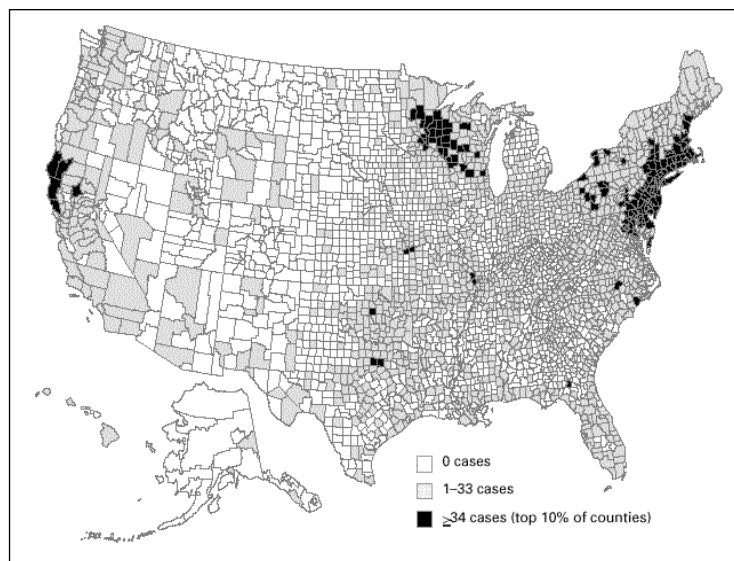 0 cases
1–33 cases
≥34 cases (top 10% of counties)